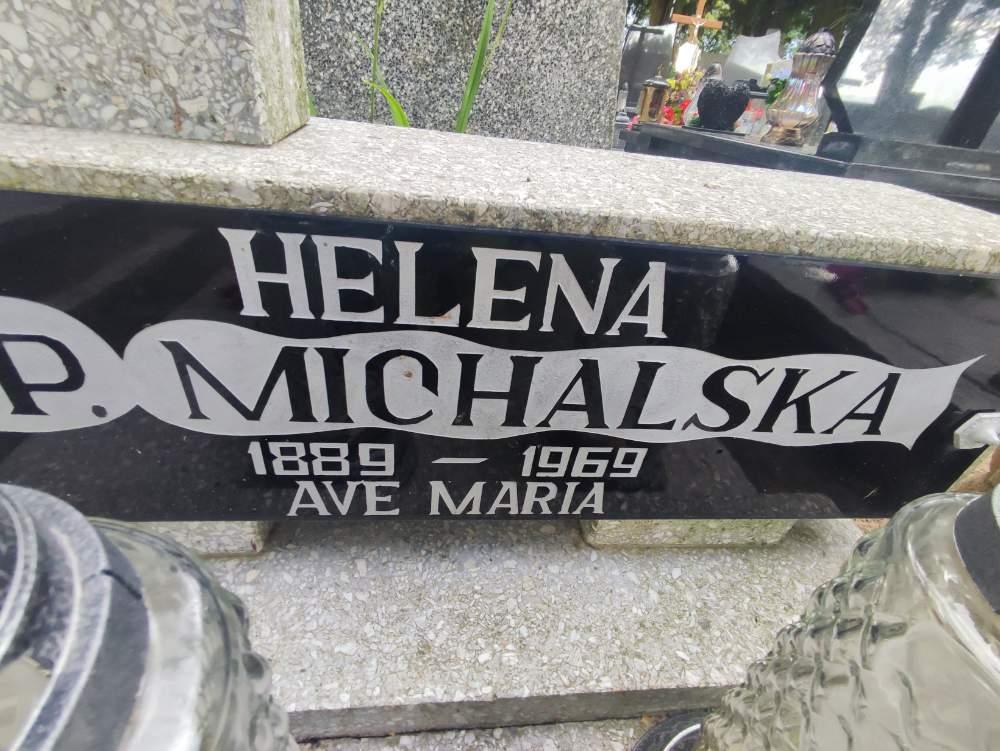 HELENA
P. MICHALSKA
1889 – 1969
AVE MARIA